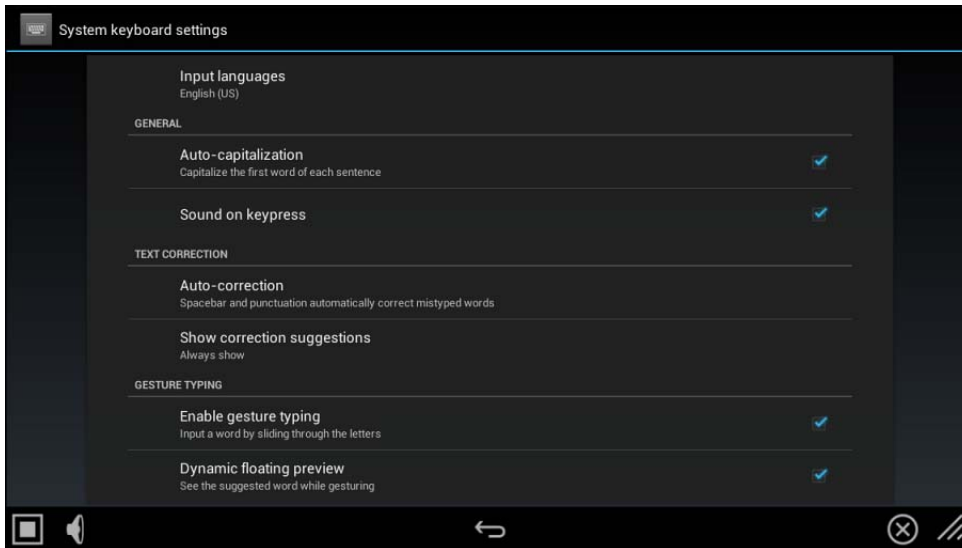 System keyboard settings
Input languages
English (US)
GENERAL
Auto-capitalization
Capitalize the first word of each sentence
Sound on keypress
TEXT CORRECTION
Auto-correction
Spacebar and punctuation automatically correct mistyped words
Show correction suggestions
Always show
GESTURE TYPING
Enable gesture typing
Input a word by sliding through the letters
Dynamic floating preview
See the suggested word while gesturing